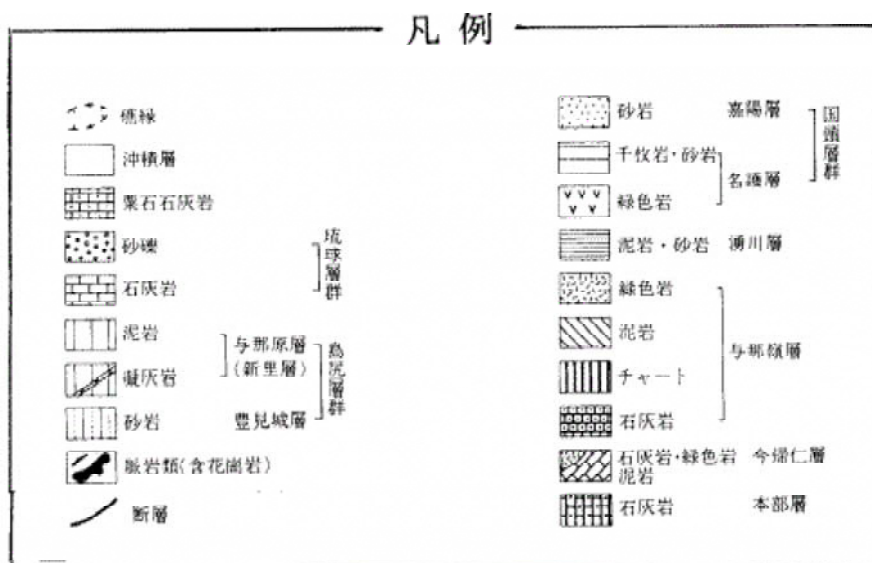 凡例
礁縁
沖積層
粟石石灰岩
砂礫
石灰岩
琉球層群
泥岩
凝灰岩
与那原層
(新里層)
砂岩 豊見城層
島尻層群
脈岩類(含花崗岩)
断層
砂岩 嘉陽層
千枚岩・砂岩
緑色岩
名護層
国頭層群
泥岩・砂岩 湧川層
緑色岩
泥岩
チャート
石灰岩
与那嶺層
石灰岩・緑色岩 今帰仁層
泥岩
石灰岩 本部層